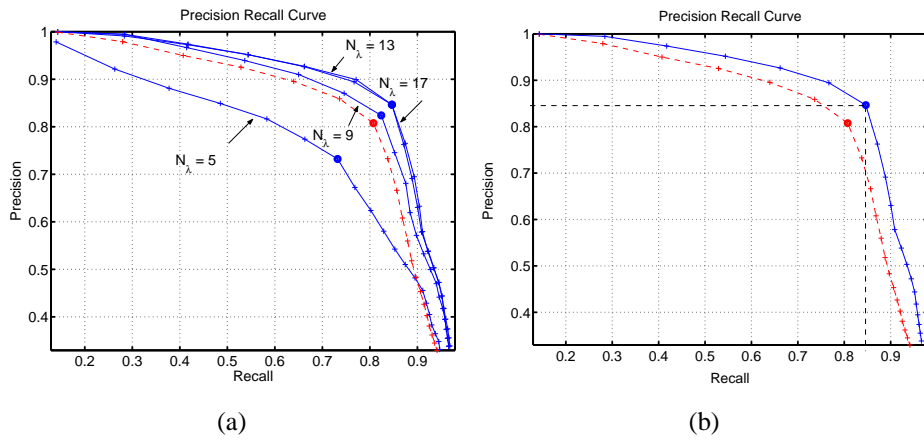 Precision Recall Curve
1
0.9
0.8
0.7
0.6
0.5
0.4
Precision
0.2 0.3 0.4 0.5 0.6 0.7 0.8 0.9
Recall
N_λ = 13
N_λ = 17
N_λ = 9
N_λ = 5
(a)
Precision Recall Curve
1
0.9
0.8
0.7
0.6
0.5
0.4
Precision
0.2 0.3 0.4 0.5 0.6 0.7 0.8 0.9
Recall
(b)